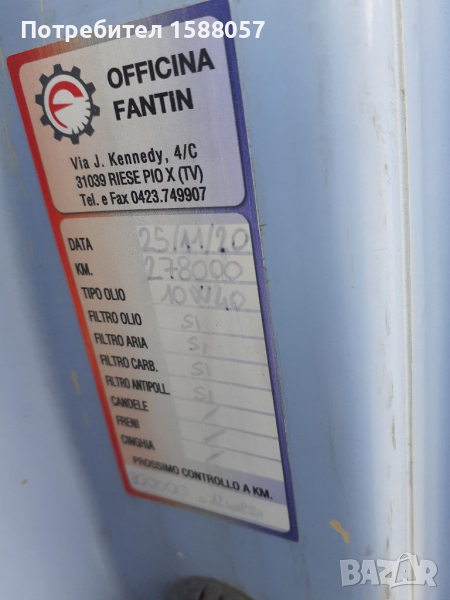 Потребител 1588057
OFFICINA
FANTIN
Via J. Kennedy, 4/C
31039 RIESE PIO X (TV)
Tel. e Fax 0423.749907
DATA 25/11/20
KM. 278000
TIPO OLIO 10W40
FILTRO OLIO SI
FILTRO ARIA SI
FILTRO CARB. SI
FILTRO ANTIPOLL. SI
CANDELE
FRENI
CINGHIA
PROSSIMO CONTROLLO A KM.
bazar